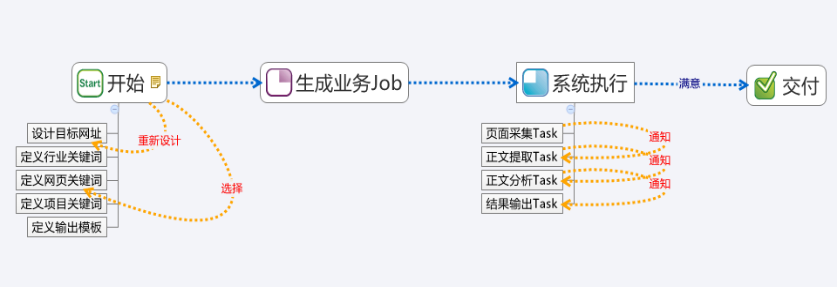 Start 开始
生成业务Job
系统执行
满意
交付
设计目标网址
定义行业关键词
定义网页关键词
定义项目关键词
定义输出模板
重新设计
选择
页面采集Task
正文提取Task
正文分析Task
结果输出Task
通知
通知
通知